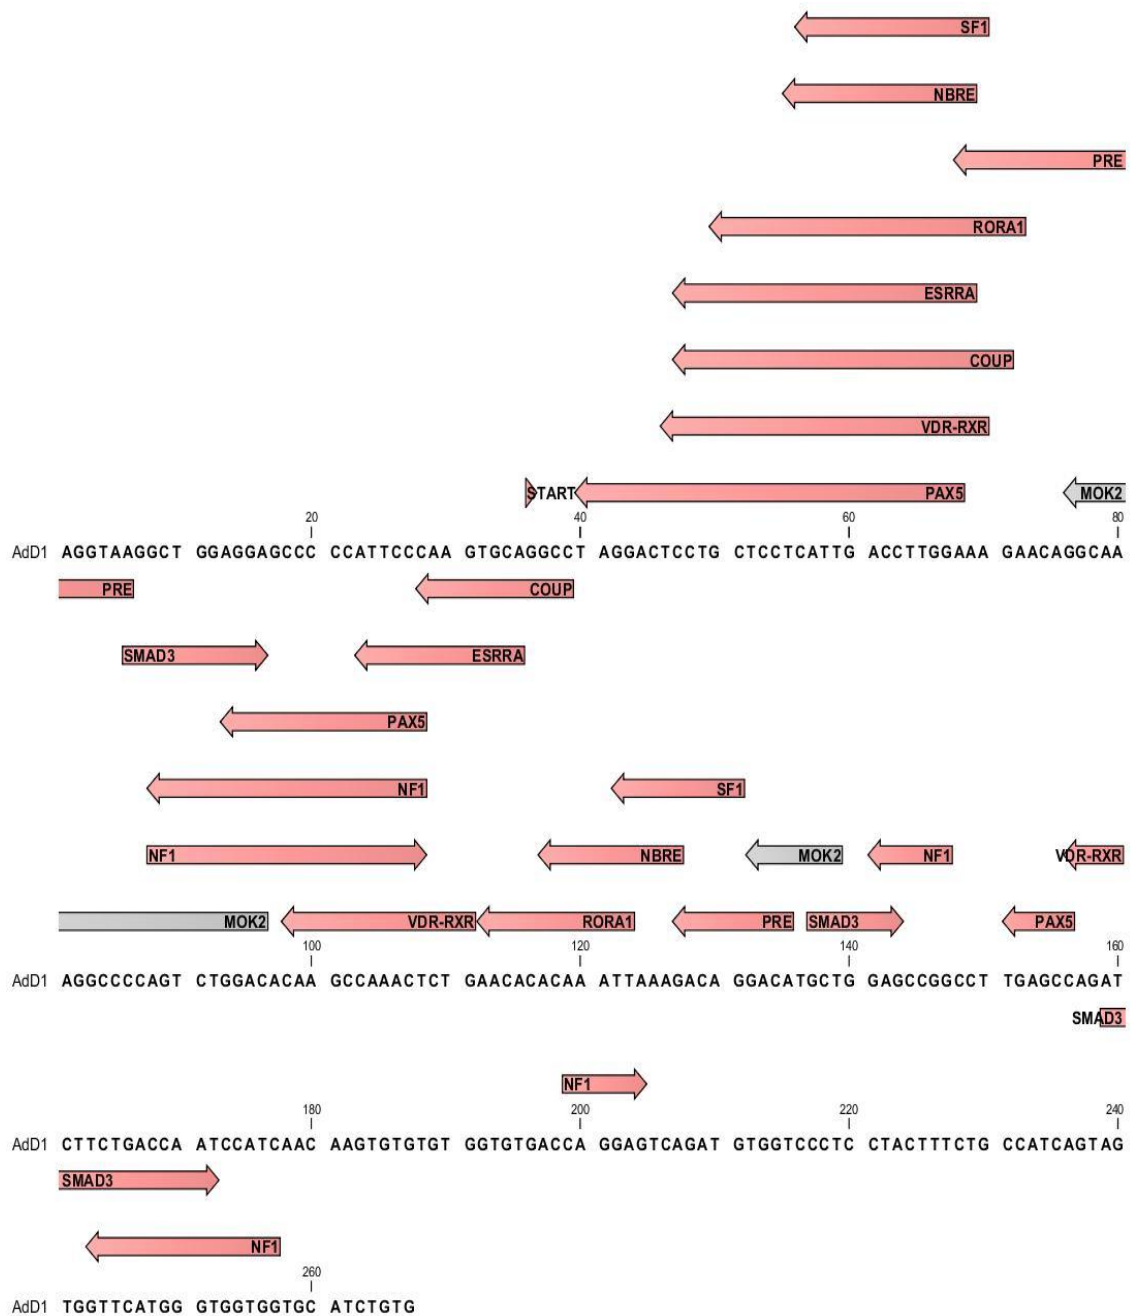 SF1
NBRE
PRE
RORA1
ESRRA
COUP
VDR-RXR
START PAX5 MOK2
20 40 60 80
AdD1 AGGTAAGGCT GGAGGAGCCC CCATTCCCAA GTGCAGGCCT AGGACTCCTG CTCCTCATTG ACCTTGGAAA GAACAGGCAA
PRE COUP
SMAD3 ESRRA
PAX5
NF1 SF1
NF1 NBRE MOK2 NF1 VDR-RXR
MOK2 VDR-RXR RORA1 PRE SMAD3 PAX5
100 120 140 160
AdD1 AGGCCCCAGT CTGGACACAA GCCAAACTCT GAACACACAA ATTAAAGACA GGACATGCTG GAGCCGGCCT TGAGCCAGAT
SMAD3
NF1
180 200 220 240
AdD1 CTTCTGACCA ATCCATCAAC AAGTGTGTGT GGTGTGACCA GGAGTCAGAT GTGGTCCCTC CTACTTTCTG CCATCAGTAG
SMAD3
NF1
260
AdD1 TGGTTCATGG GTGGTGGTGC ATCTGTG